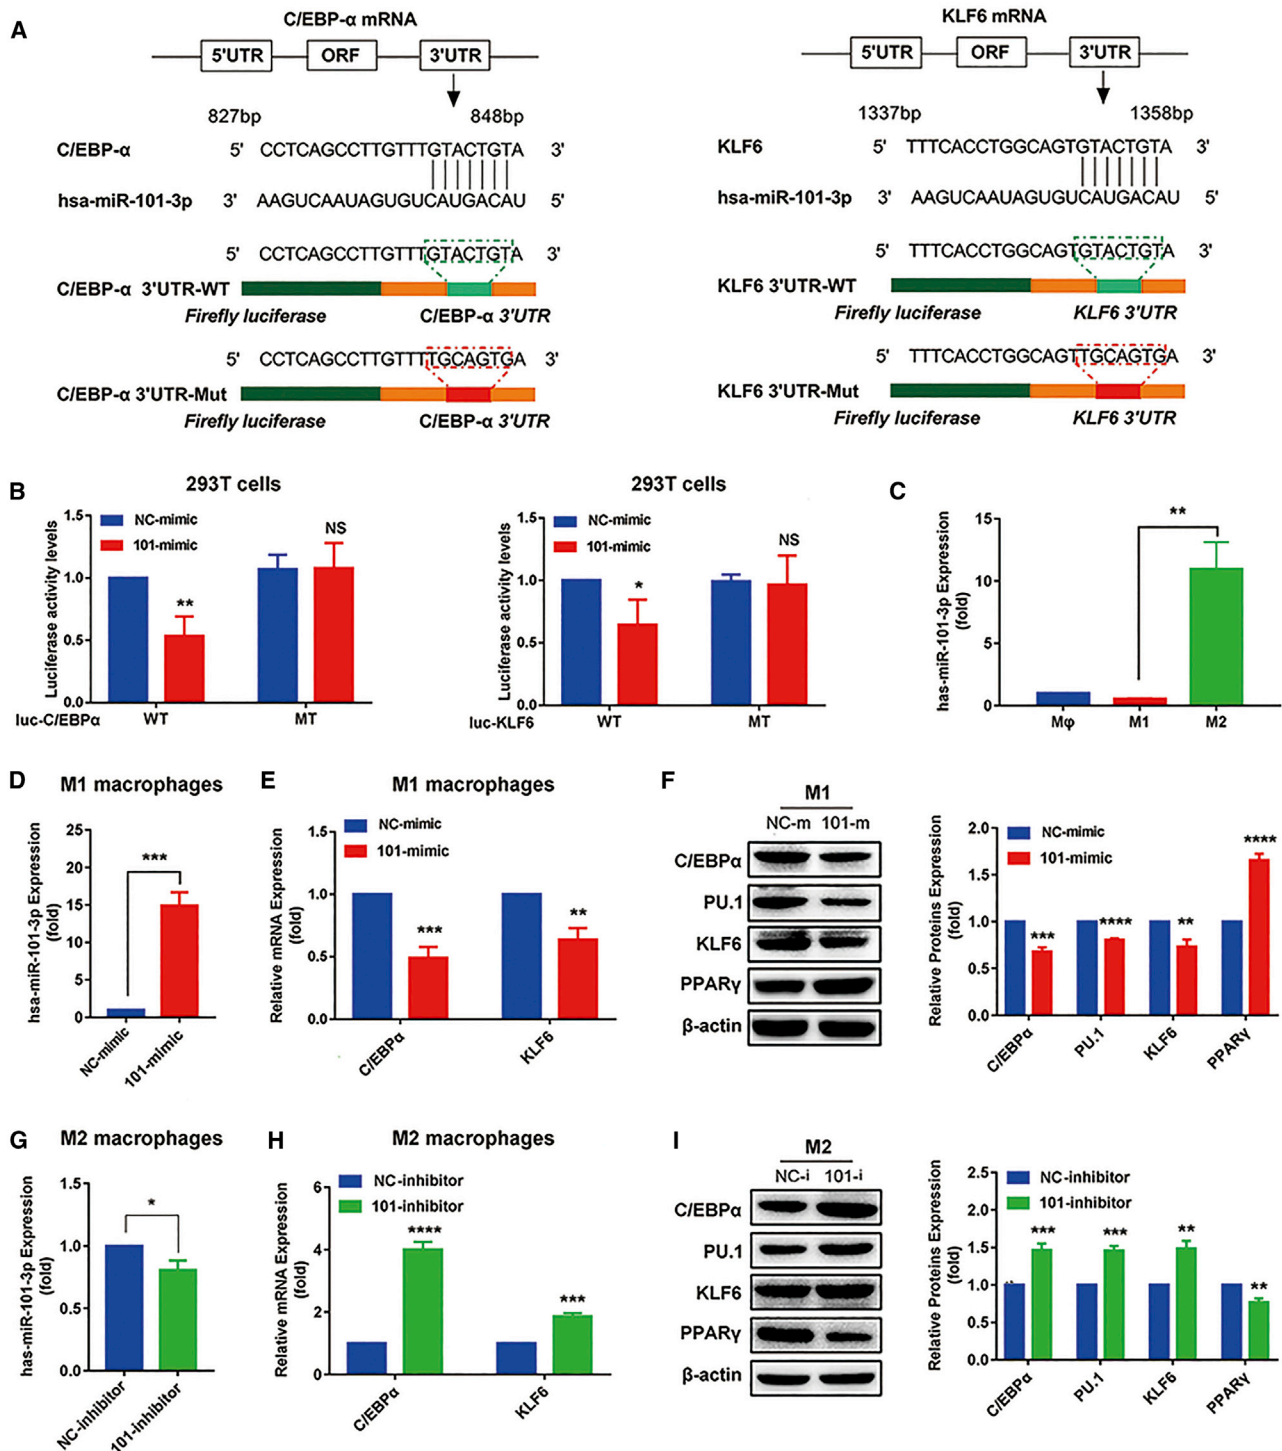 A
C/EBP-α mRNA
5'UTR ORF 3'UTR
827bp 848bp
C/EBP-α 5' CCTCAGCCTTGTTTGTACTGTA 3'
hsa-miR-101-3p 3' AAGUCAAUAGUGUCAUGACAU 5'
5' CCTCAGCCTTGTTTGTACTGTA 3'
C/EBP-α 3'UTR-WT
Firefly luciferase C/EBP-α 3'UTR
5' CCTCAGCCTTGTTTTGCAGTGA 3'
C/EBP-α 3'UTR-Mut
Firefly luciferase C/EBP-α 3'UTR
KLF6 mRNA
5'UTR ORF 3'UTR
1337bp 1358bp
KLF6 5' TTTCACCTGGCAGTGTACTGTA 3'
hsa-miR-101-3p 3' AAGUCAAUAGUGUCAUGACAU 5'
5' TTTCACCTGGCAGTGTACTGTA 3'
KLF6 3'UTR-WT
Firefly luciferase KLF6 3'UTR
5' TTTCACCTGGCAGTTGCAGTGA 3'
KLF6 3'UTR-Mut
Firefly luciferase KLF6 3'UTR
B
293T cells
Luciferase activity levels
1.5
1.0
0.5
0.0
NC-mimic
101-mimic
**
NS
luc-C/EBPα WT MT
293T cells
Luciferase activity levels
1.5
1.0
0.5
0.0
NC-mimic
101-mimic
*
NS
luc-KLF6 WT MT
C
has-miR-101-3p Expression
(fold)
15
10
5
0
**
Mφ M1 M2
D
M1 macrophages
hsa-miR-101-3p Expression
(fold)
25
20
15
10
5
0
***
NC-mimic
101-mimic
E
M1 macrophages
Relative mRNA Expression
(fold)
1.5
1.0
0.5
0.0
NC-mimic
101-mimic
***
**
C/EBPα
KLF6
F
M1
NC-m 101-m
C/EBPα
PU.1
KLF6
PPARγ
β-actin
Relative Proteins Expression
(fold)
2.0
1.5
1.0
0.5
0.0
NC-mimic
101-mimic
***
****
**
****
C/EBPα
PU.1
KLF6
PPARγ
G
M2 macrophages
has-miR-101-3p Expression
(fold)
1.5
1.0
0.5
0.0
*
NC-inhibitor
101-inhibitor
H
M2 macrophages
Relative mRNA Expression
(fold)
6
4
2
0
NC-inhibitor
101-inhibitor
****
***
C/EBPα
KLF6
I
M2
NC-i 101-i
C/EBPα
PU.1
KLF6
PPARγ
β-actin
Relative Proteins Expression
(fold)
2.5
2.0
1.5
1.0
0.5
0.0
NC-inhibitor
101-inhibitor
***
***
**
**
C/EBPα
PU.1
KLF6
PPARγ